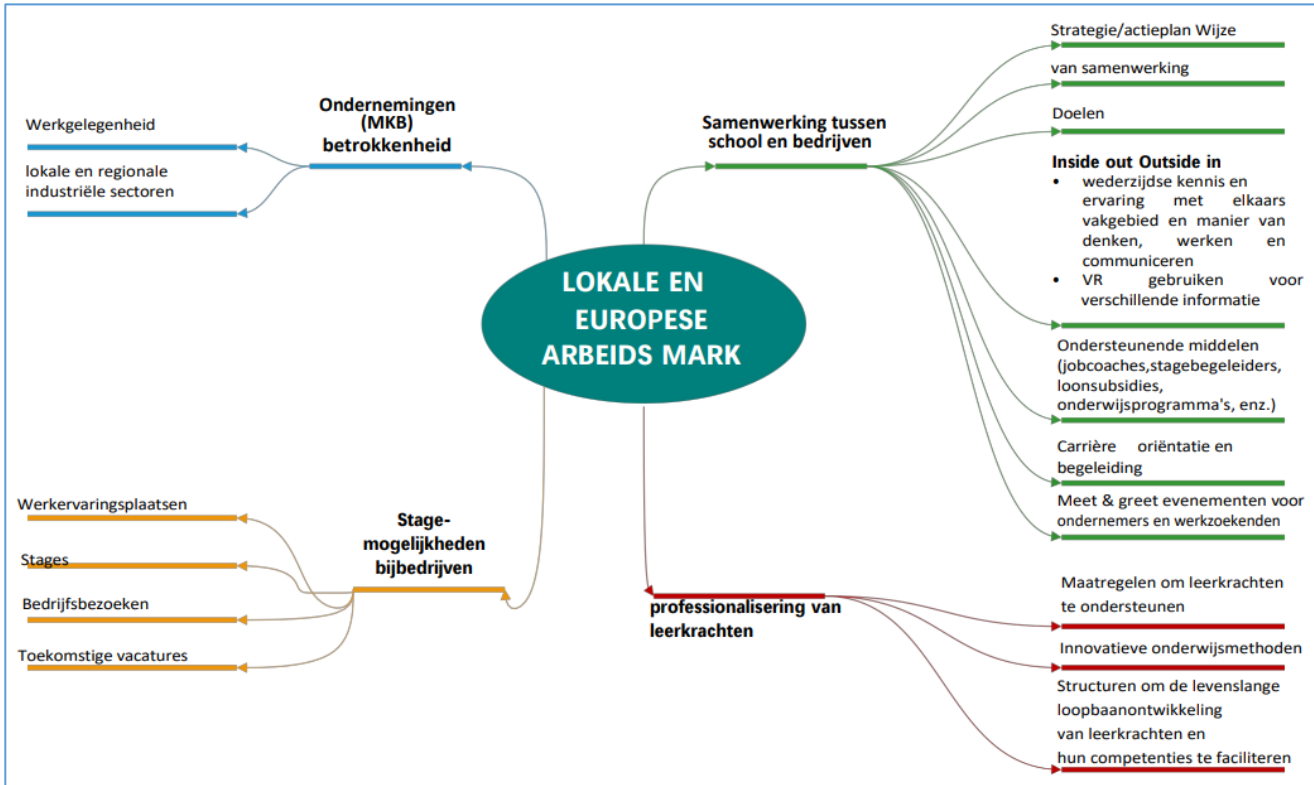 Ondernemingen
(MKB)
betrokkenheid
Werkgelegenheid
lokale en regionale
industriële sectoren
Samenwerking tussen
school en bedrijven
Strategie/actieplan Wijze
van samenwerking
Doelen
Inside out Outside in
• wederzijdse kennis en
ervaring met elkaars
vakgebied en manier van
denken, werken en
communiceren
• VR gebruiken voor
verschillende informatie
Ondersteunende middelen
(jobcoaches,stagebegeleiders,
loonsubsidies,
onderwijsprogramma's, enz.)
Carrière oriëntatie en
begeleiding
Meet & greet evenementen voor
ondernemers en werkzoekenden
LOKALE EN
EUROPESE
ARBEIDS MARK
Stage-
mogelijkheden
bijbedrijven
Werkervaringsplaatsen
Stages
Bedrijfsbezoeken
Toekomstige vacatures
professionalisering van
leerkrachten
Maatregelen om leerkrachten
te ondersteunen
Innovatieve onderwijsmethoden
Structuren om de levenslange
loopbaanontwikkeling
van leerkrachten en
hun competenties te faciliteren